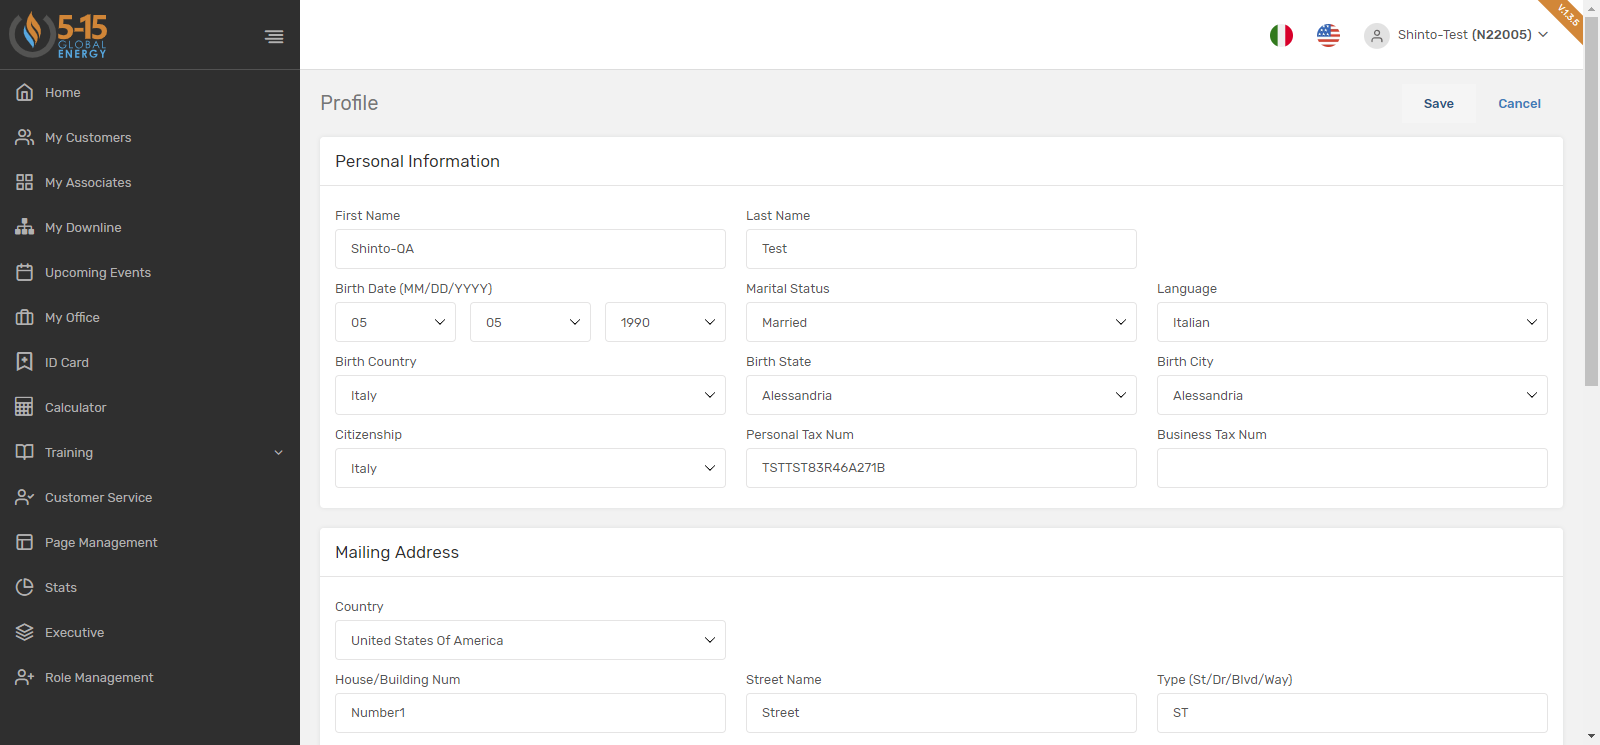 5-15
GLOBAL
ENERGY
Shinto-Test (N22005)
V.1.3.5
Home
My Customers
My Associates
My Downline
Upcoming Events
My Office
ID Card
Calculator
Training
Customer Service
Page Management
Stats
Executive
Role Management
Profile
Save
Cancel
Personal Information
First Name
Last Name
Shinto-QA
Test
Birth Date (MM/DD/YYYY)
Marital Status
Language
05
05
1990
Married
Italian
Birth Country
Birth State
Birth City
Italy
Alessandria
Alessandria
Citizenship
Personal Tax Num
Business Tax Num
Italy
TSTTST83R46A271B
Mailing Address
Country
United States Of America
House/Building Num
Street Name
Type (St/Dr/Blvd/Way)
Number1
Street
ST